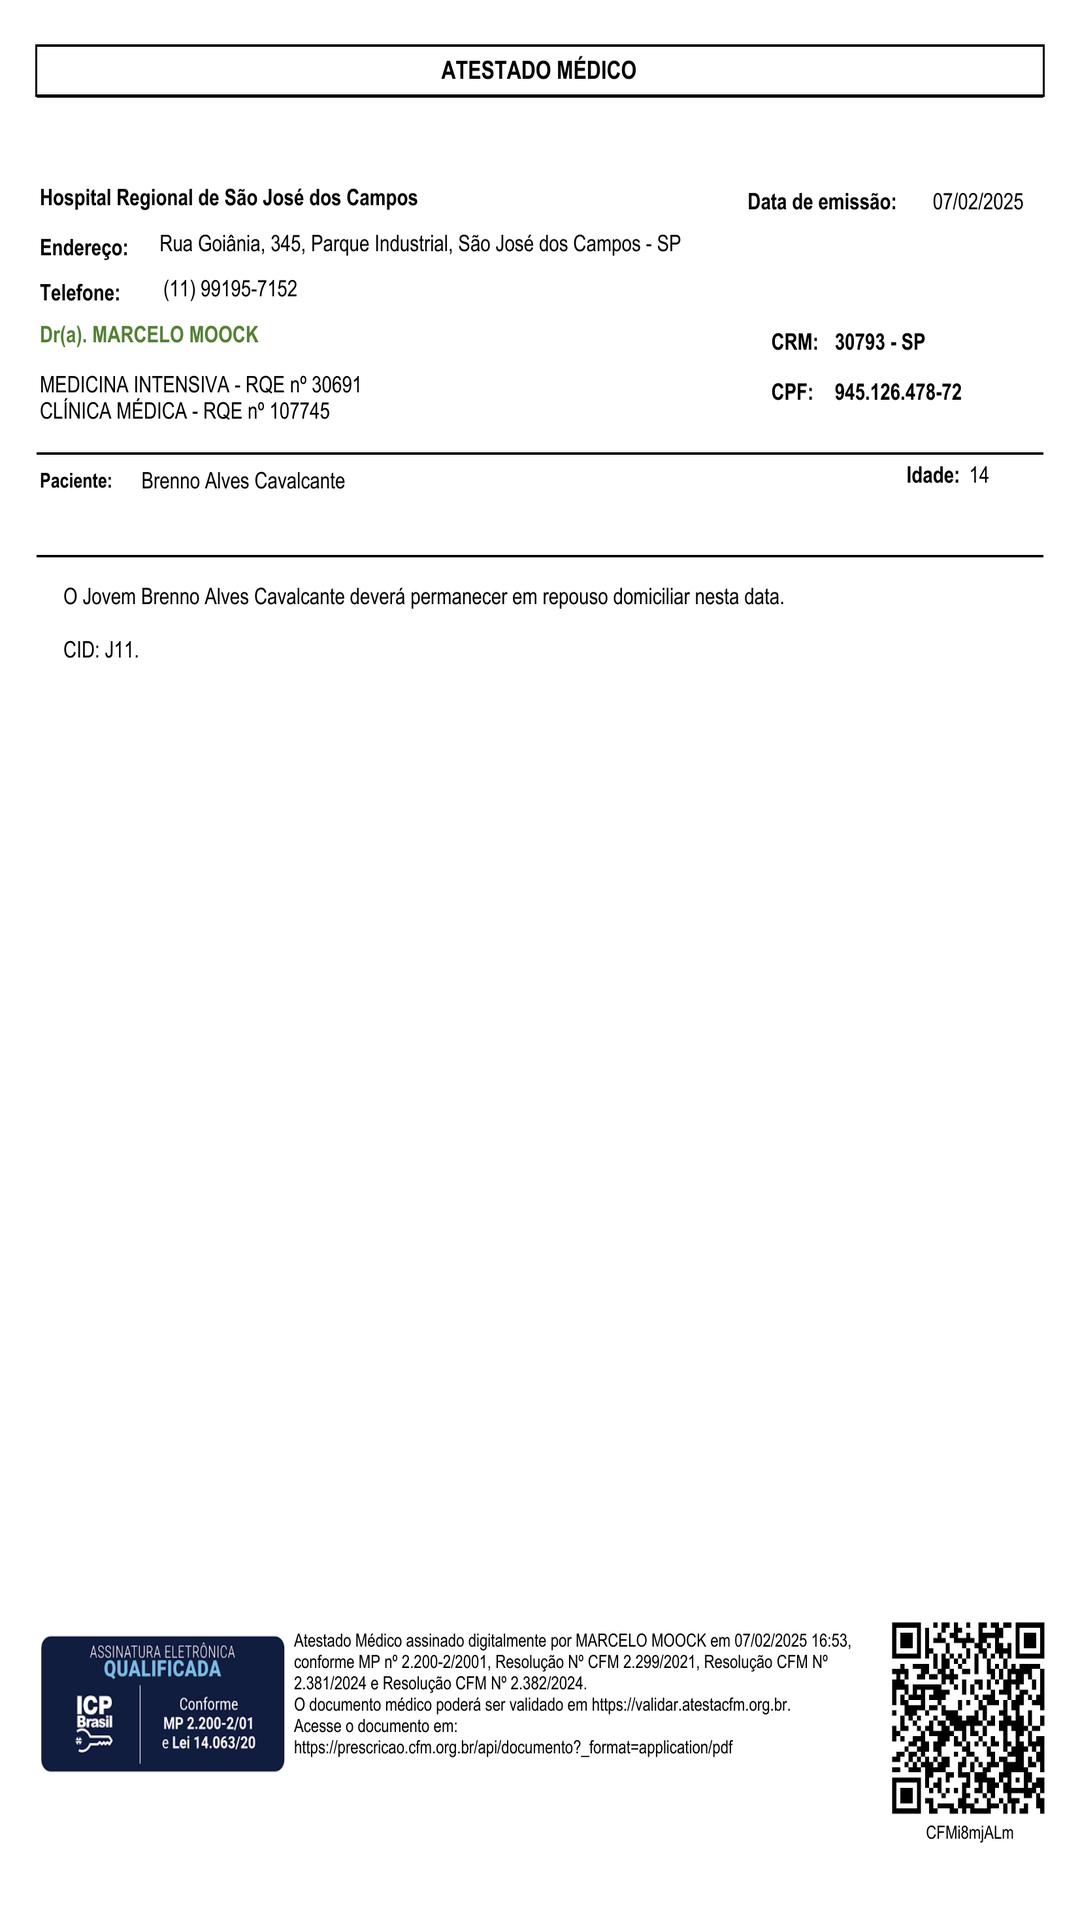 ATESTADO MÉDICO
Hospital Regional de São José dos Campos
Data de emissão: 07/02/2025
Endereço: Rua Goiânia, 345, Parque Industrial, São José dos Campos - SP
Telefone: (11) 99195-7152
Dr(a). MARCELO MOOCK
CRM: 30793 - SP
MEDICINA INTENSIVA - RQE nº 30691
CPF: 945.126.478-72
CLÍNICA MÉDICA - RQE nº 107745
Paciente: Brenno Alves Cavalcante
Idade: 14
O Jovem Brenno Alves Cavalcante deverá permanecer em repouso domiciliar nesta data.
CID: J11.
ASSINATURA ELETRÔNICA
QUALIFICADA
ICP
Brasil
Conforme
MP 2.200-2/01
e Lei 14.063/20
Atestado Médico assinado digitalmente por MARCELO MOOCK em 07/02/2025 16:53,
conforme MP nº 2.200-2/2001, Resolução Nº CFM 2.299/2021, Resolução CFM Nº
2.381/2024 e Resolução CFM Nº 2.382/2024.
O documento médico poderá ser validado em https://validar.atestacfm.org.br.
Acesse o documento em:
https://prescricao.cfm.org.br/api/documento?_format=application/pdf
CFMi8mjALm